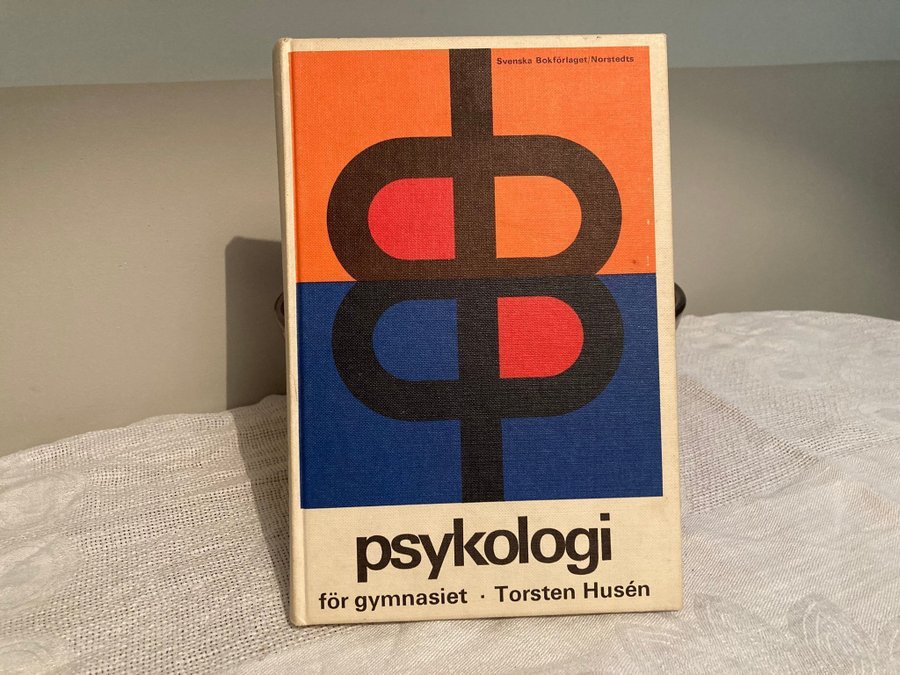 Svenska Bokförlaget/Norstedts
psykologi
för gymnasiet · Torsten Husén